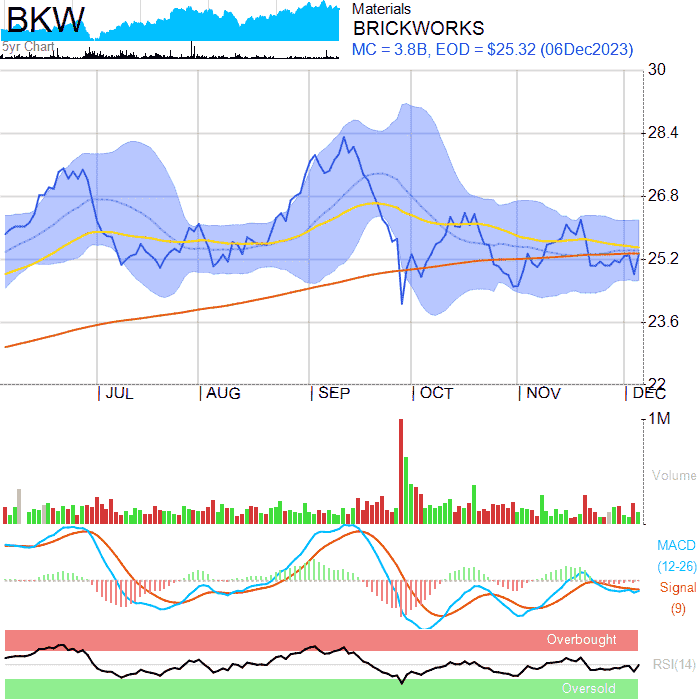 BKW
5yr Chart
Materials
BRICKWORKS
MC = 3.8B, EOD = $25.32 (06Dec2023)
30
28.4
26.8
25.2
23.6
22
JUL
AUG
SEP
OCT
NOV
DEC
1M
Volume
MACD
(12-26)
Signal
(9)
Overbought
RSI(14)
Oversold